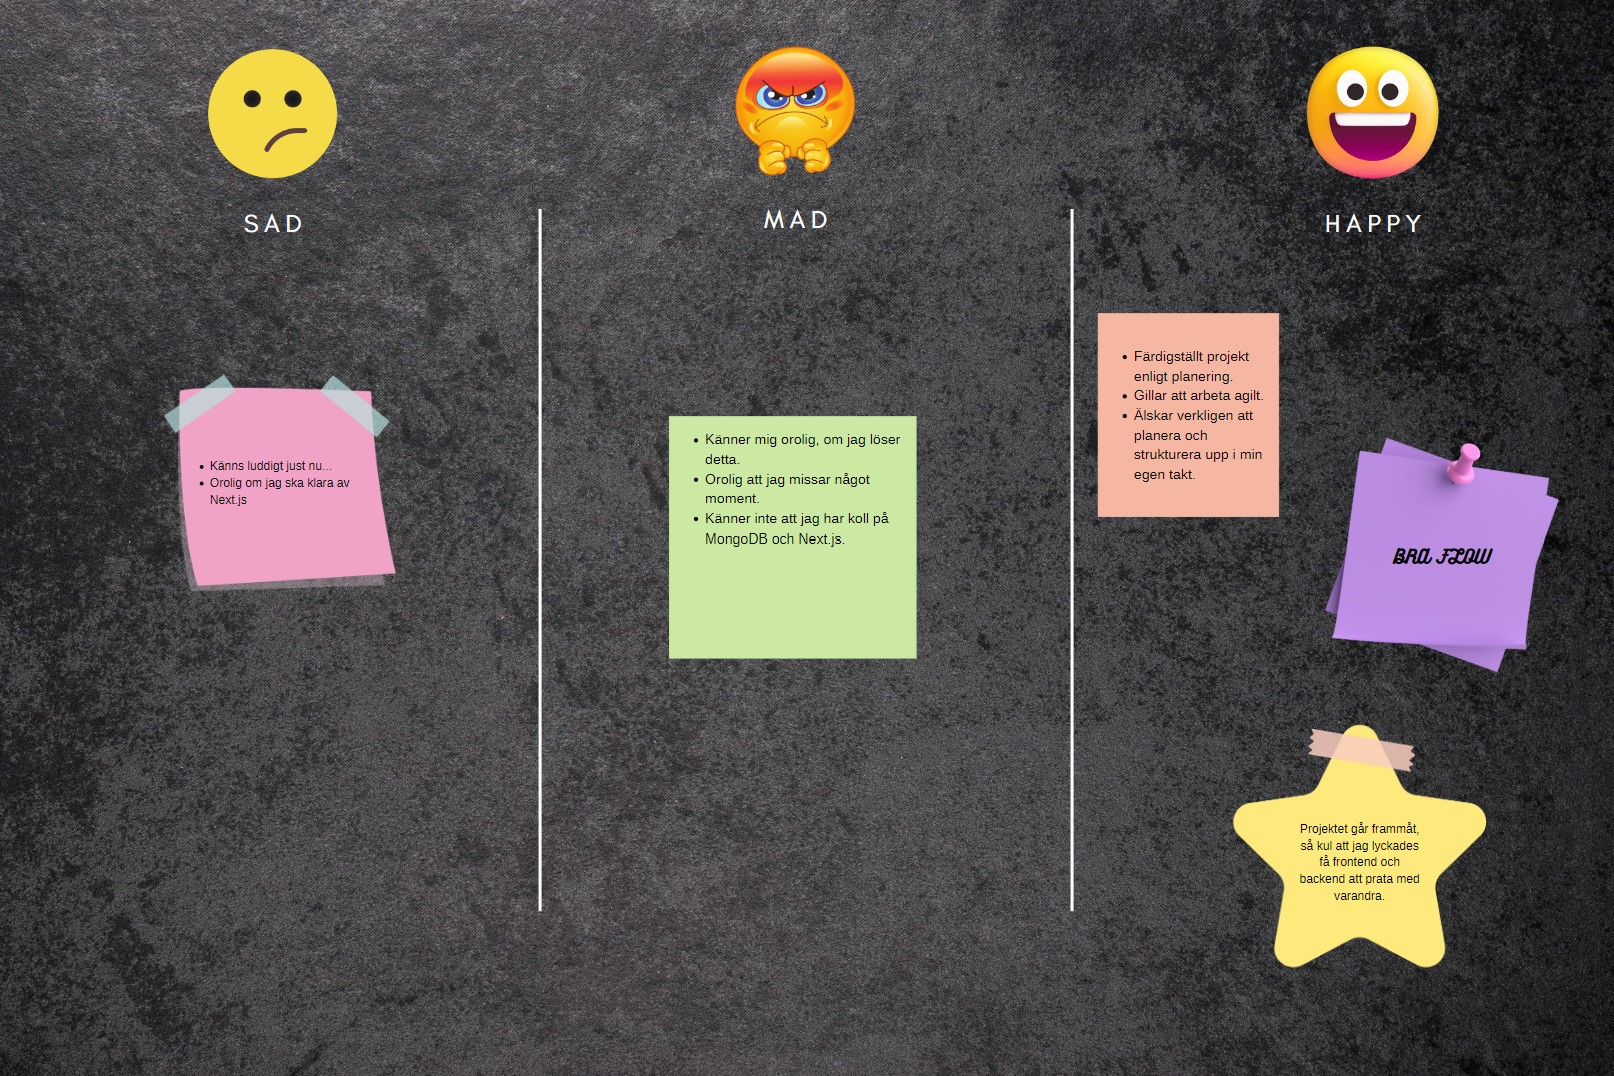 SAD
MAD
HAPPY
• Känns luddigt just nu...
• Orolig om jag ska klara av
Next.js
• Känner mig orolig, om jag löser
detta.
• Orolig att jag missar något
moment.
• Känner inte att jag har koll på
MongoDB och Next.js.
• Färdigställt projekt
enligt planering.
• Gillar att arbeta agilt.
• Älskar verkligen att
planera och
strukturera upp i min
egen takt.
BRA FLOW
Projektet går frammåt,
så kul att jag lyckades
få frontend och
backend att prata med
varandra.